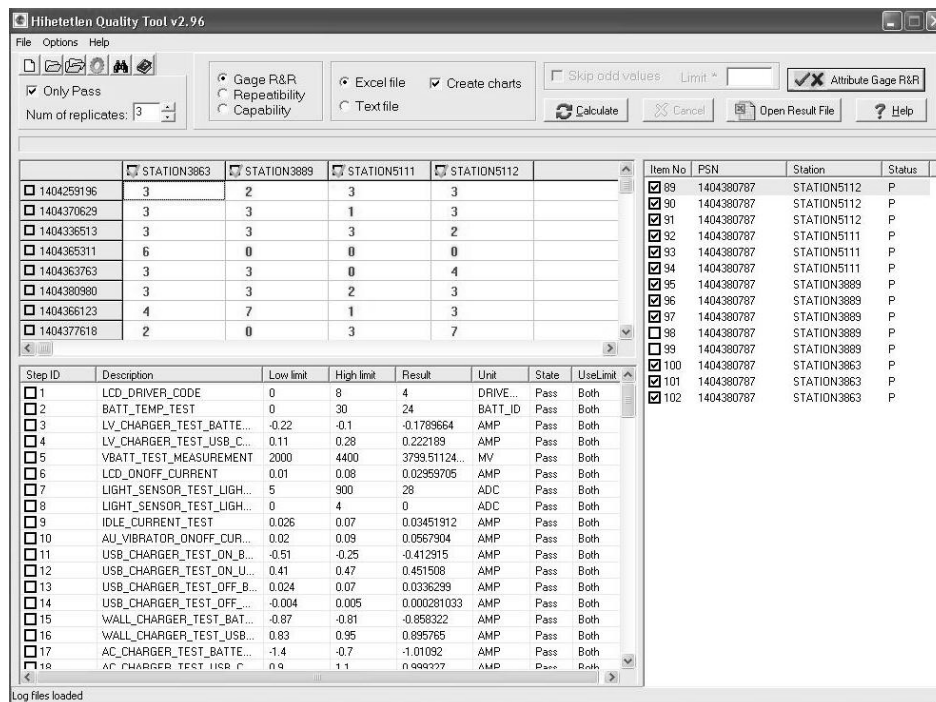 Hihetetlen Quality Tool v2.96
File Options Help
Only Pass
Num of replicates: 3
Gage R&R
Repeatibility
Capability
Excel file
Text file
Create charts
Skip odd values Limit *
Attribute Gage R&R
Calculate
Cancel
Open Result File
Help
STATION3863 STATION3889 STATION5111 STATION5112
1404259196 3 2 3 3
1404370629 3 3 1 3
1404336513 3 3 3 2
1404365311 6 0 0 0
1404363763 3 3 0 4
1404380980 3 3 2 3
1404366123 4 7 1 3
1404377618 2 0 3 7
Item No PSN Station Status
89 1404380787 STATION5112 P
90 1404380787 STATION5112 P
91 1404380787 STATION5112 P
92 1404380787 STATION5111 P
93 1404380787 STATION5111 P
94 1404380787 STATION5111 P
95 1404380787 STATION3889 P
96 1404380787 STATION3889 P
97 1404380787 STATION3889 P
98 1404380787 STATION3889 P
99 1404380787 STATION3889 P
100 1404380787 STATION3863 P
101 1404380787 STATION3863 P
102 1404380787 STATION3863 P
Step ID Description Low limit High limit Result Unit State UseLimit
1 LCD_DRIVER_CODE 0 8 4 DRIVE... Pass Both
2 BATT_TEMP_TEST 0 30 24 BATT_ID Pass Both
3 LV_CHARGER_TEST_BATTE... -0.22 -0.1 -0.1789664 AMP Pass Both
4 LV_CHARGER_TEST_USB_C... 0.11 0.28 0.222189 AMP Pass Both
5 VBATT_TEST_MEASUREMENT 2000 4400 3799.51124... MV Pass Both
6 LCD_ONOFF_CURRENT 0.01 0.08 0.02959705 AMP Pass Both
7 LIGHT_SENSOR_TEST_LIGH... 5 900 28 ADC Pass Both
8 LIGHT_SENSOR_TEST_LIGH... 0 4 0 ADC Pass Both
9 IDLE_CURRENT_TEST 0.026 0.07 0.03451912 AMP Pass Both
10 AU_VIBRATOR_ONOFF_CUR... 0.02 0.09 0.0567904 AMP Pass Both
11 USB_CHARGER_TEST_ON_B... -0.51 -0.25 -0.412915 AMP Pass Both
12 USB_CHARGER_TEST_ON_U... 0.41 0.47 0.451508 AMP Pass Both
13 USB_CHARGER_TEST_OFF_B... 0.024 0.07 0.0336299 AMP Pass Both
14 USB_CHARGER_TEST_OFF_... -0.004 0.005 0.000281033 AMP Pass Both
15 WALL_CHARGER_TEST_BAT... -0.87 -0.81 -0.858322 AMP Pass Both
16 WALL_CHARGER_TEST_USB... 0.83 0.95 0.895765 AMP Pass Both
17 AC_CHARGER_TEST_BATTE... -1.4 -0.7 -1.01092 AMP Pass Both
18 AC_CHARGER_TEST_USB_C... 0.9 1.1 0.999327 AMP Pass Both
Log files loaded